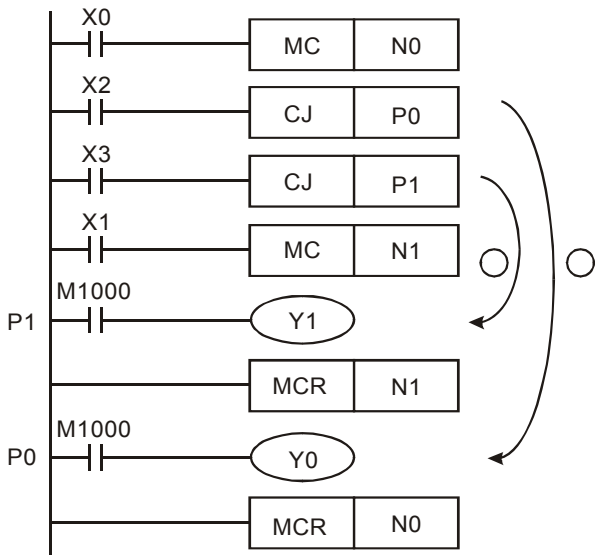 X0
MC N0
X2
CJ P0
X3
CJ P1
X1
MC N1
M1000
P1 Y1
MCR N1
M1000
P0 Y0
MCR N0